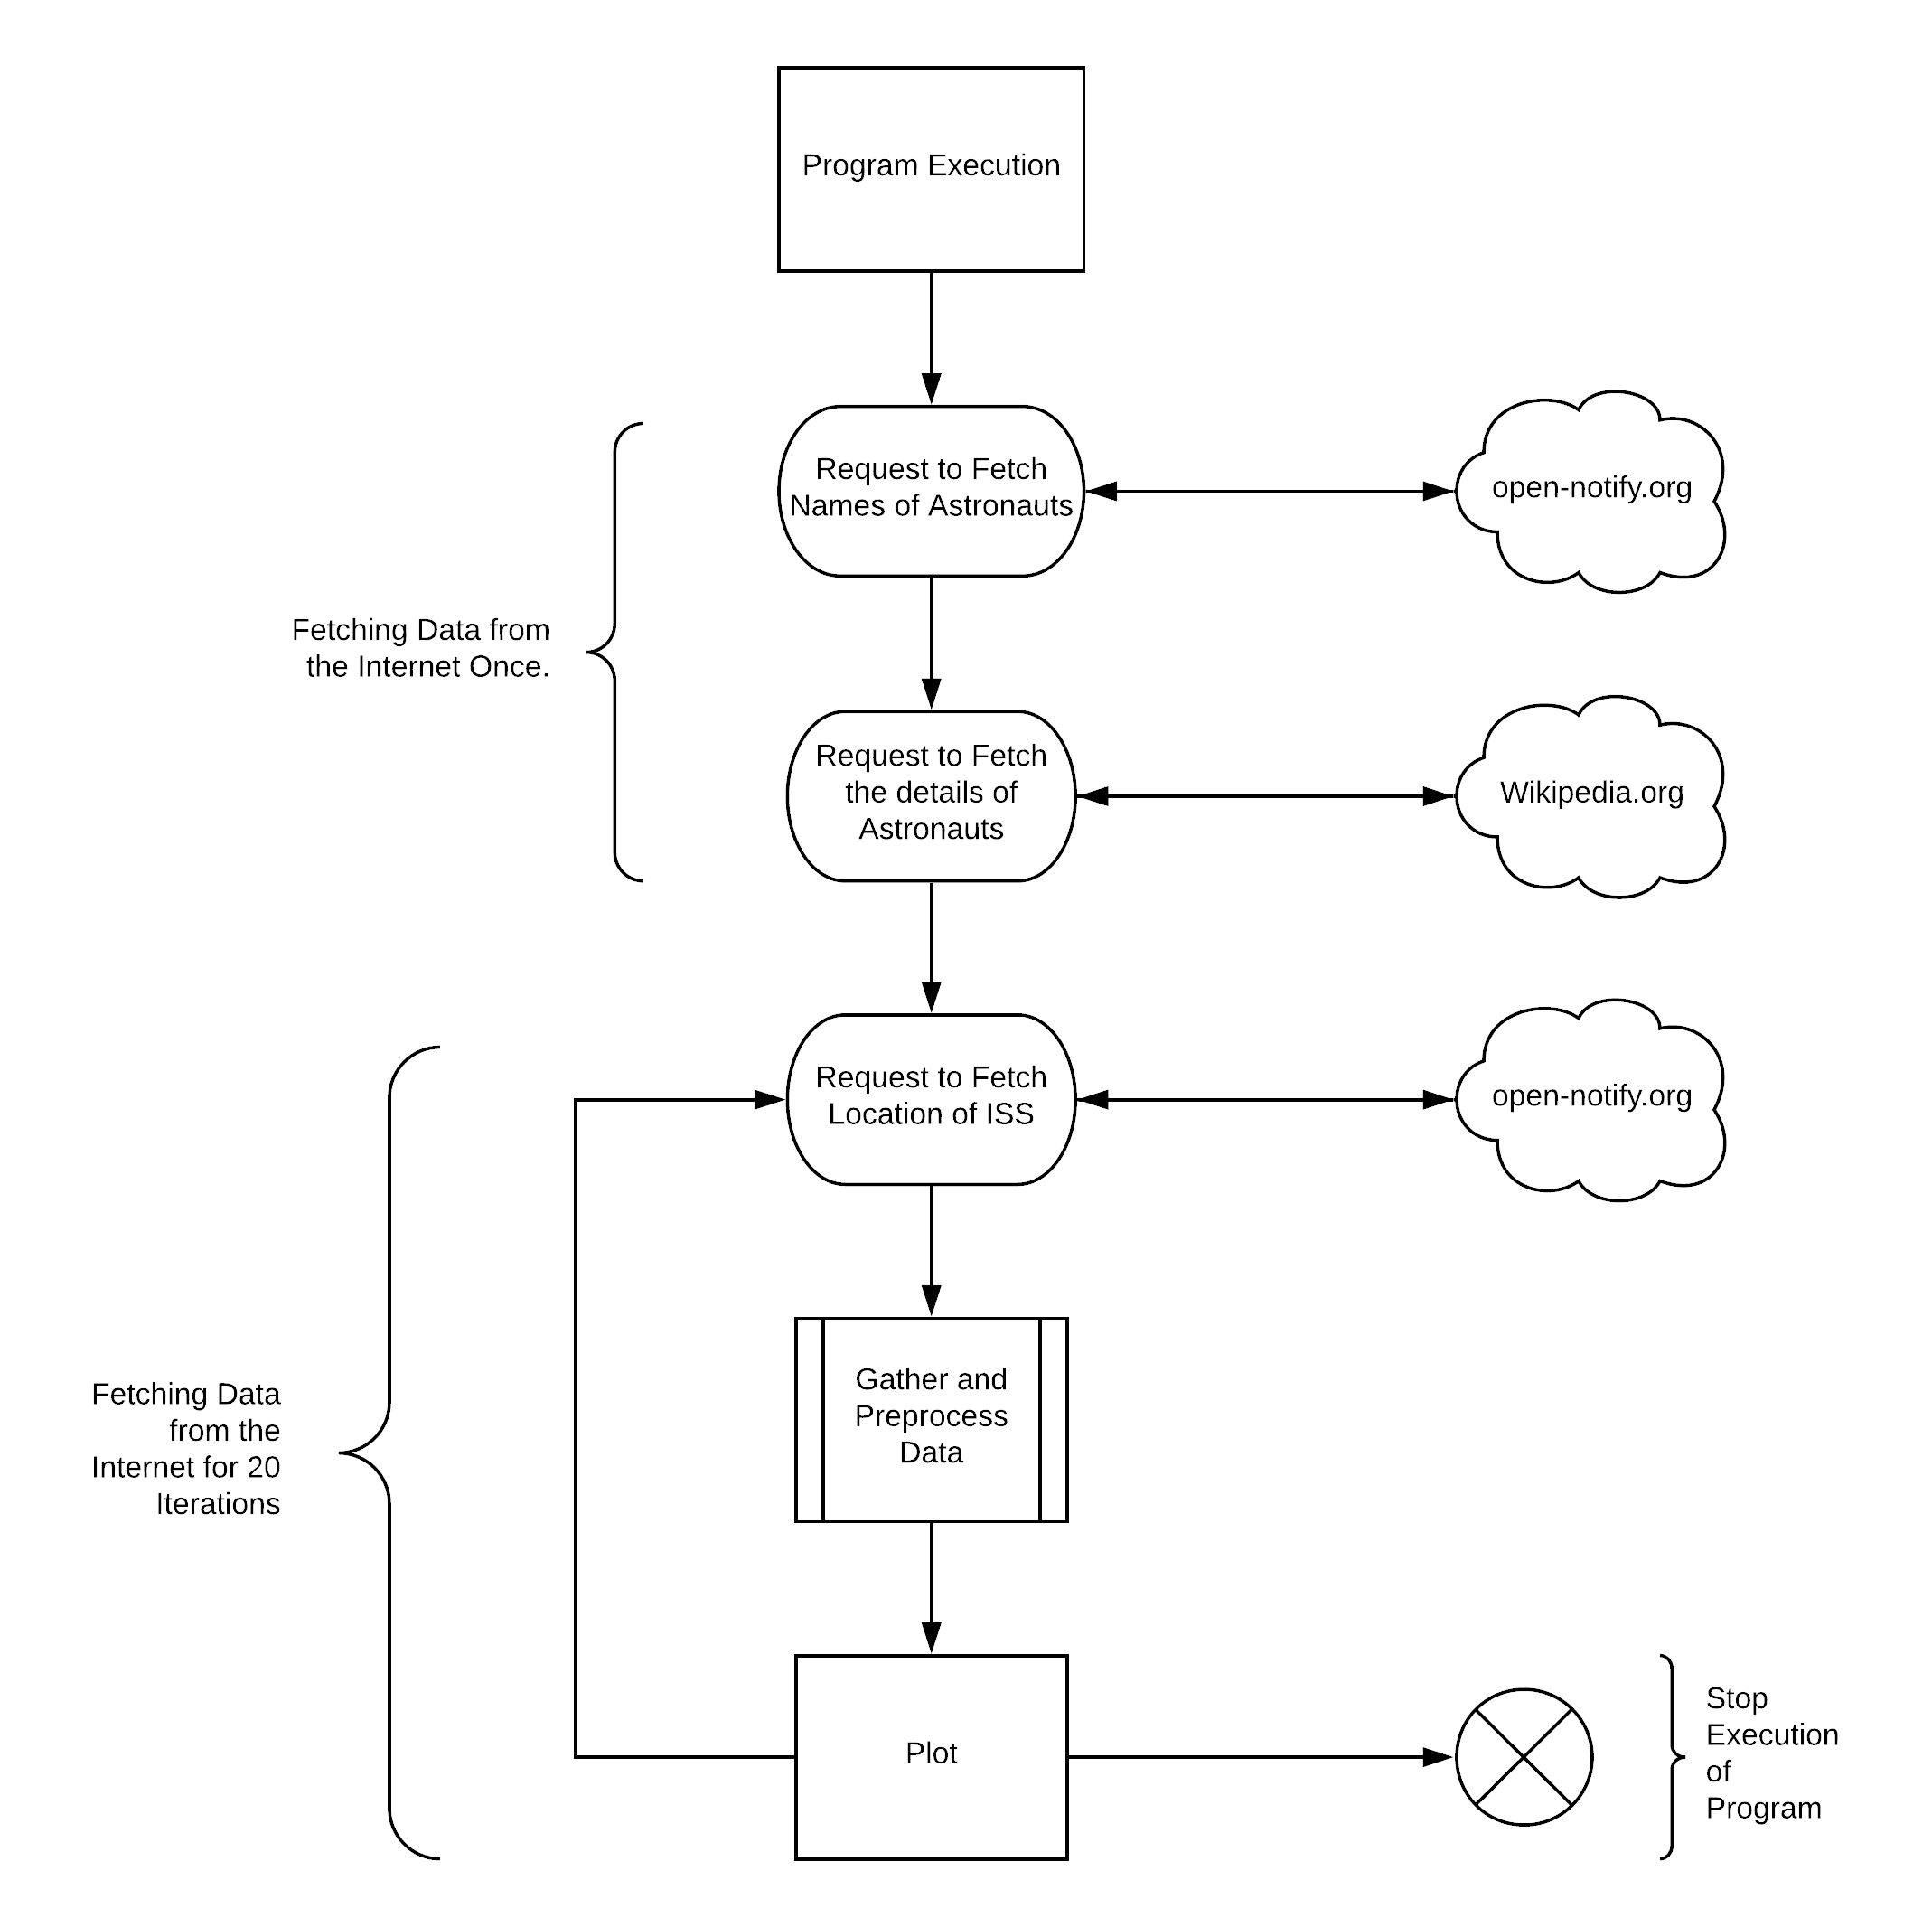 Program Execution
Request to Fetch
Names of Astronauts
open-notify.org
Fetching Data from
the Internet Once.
Request to Fetch
the details of
Astronauts
Wikipedia.org
Request to Fetch
Location of ISS
open-notify.org
Gather and
Preprocess
Data
Fetching Data
from the
Internet for 20
Iterations
Plot
Stop
Execution
of
Program